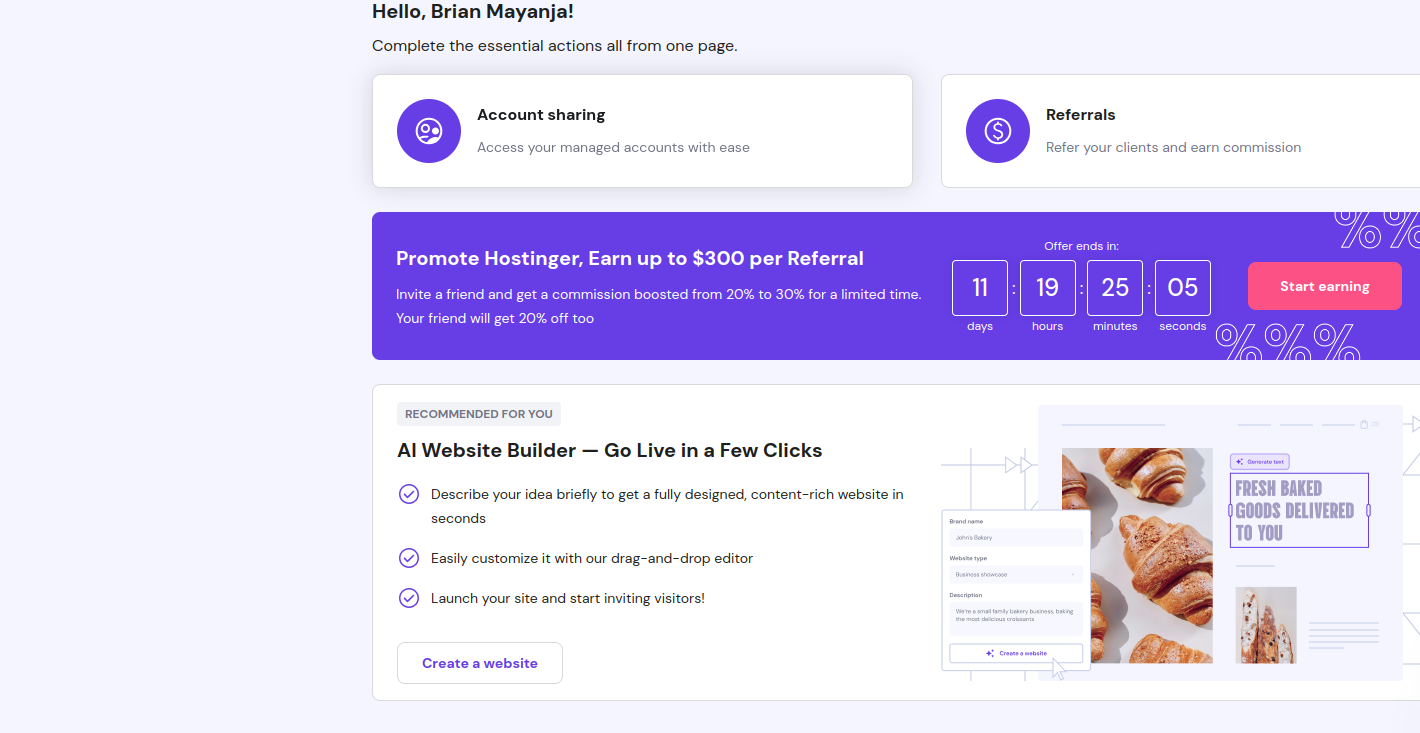 Hello, Brian Mayanja!
Complete the essential actions all from one page.
Account sharing
Access your managed accounts with ease
Referrals
Refer your clients and earn commission
Promote Hostinger, Earn up to $300 per Referral
Invite a friend and get a commission boosted from 20% to 30% for a limited time.
Your friend will get 20% off too
Offer ends in:
11 : 19 : 25 : 05
days hours minutes seconds
Start earning
%%
%%%
RECOMMENDED FOR YOU
AI Website Builder — Go Live in a Few Clicks
Describe your idea briefly to get a fully designed, content-rich website in
seconds
Easily customize it with our drag-and-drop editor
Launch your site and start inviting visitors!
Create a website
Brand name
John's Bakery
Website type
Business showcase
Description
We're a small family bakery business, baking
the most delicious croissants
Create a website
Generate text
FRESH BAKED
GOODS DELIVERED
TO YOU